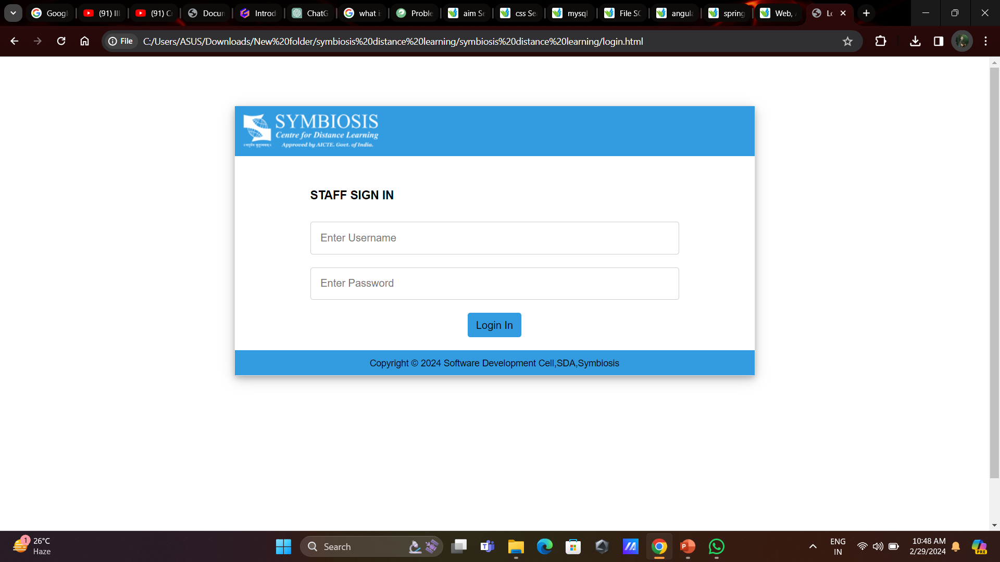 Googl
(91) Ill
(91) C
Docun
Introd
ChatG
what i
Proble
aim Se
css Se
mysql
File SC
angula
spring
Web, 
Lo
File
C:/Users/ASUS/Downloads/New%20folder/symbiosis%20distance%20learning/symbiosis%20distance%20learning/login.html
SYMBIOSIS
Centre for Distance Learning
Approved by AICTE. Govt. of India.
STAFF SIGN IN
Enter Username
Enter Password
Login In
Copyright © 2024 Software Development Cell,SDA,Symbiosis
1
26°C
Haze
Search
ENG
IN
10:48 AM
2/29/2024
PRE